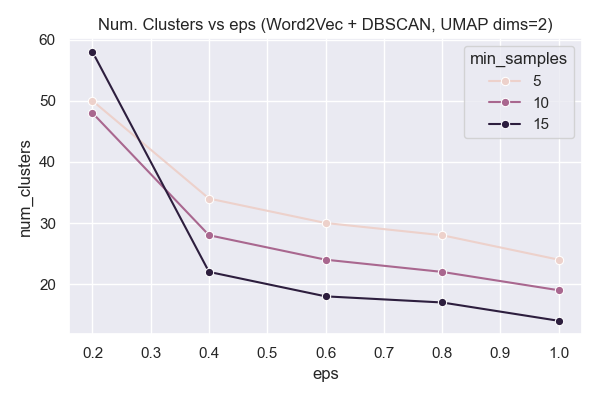 Num. Clusters vs eps (Word2Vec + DBSCAN, UMAP dims=2)
min_samples
5
10
15
num_clusters
60
50
40
30
20
0.2 0.3 0.4 0.5 0.6 0.7 0.8 0.9 1.0
eps